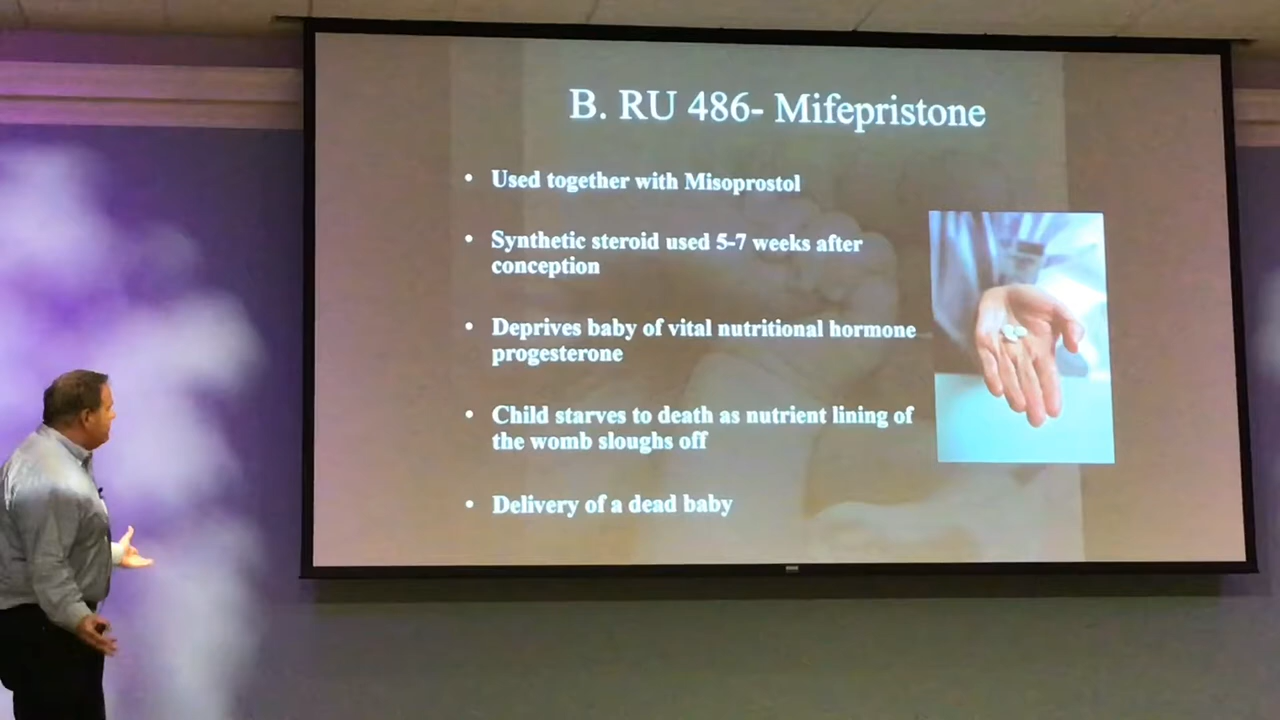 B. RU 486- Mifepristone
• Used together with Misoprostol
• Synthetic steroid used 5-7 weeks after
conception
• Deprives baby of vital nutritional hormone
progesterone
• Child starves to death as nutrient lining of
the womb sloughs off
• Delivery of a dead baby